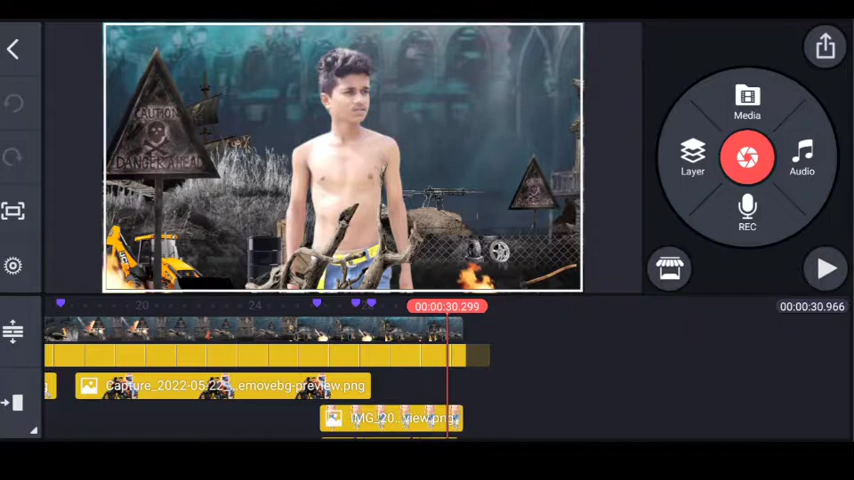 CAUTION
DANGER AHEAD
Media
Layer
Audio
REC
20
24
00:00:30.299
00:00:30.966
Capture_2022-05-22-...emovebg-preview.png
IMG_20...view.png